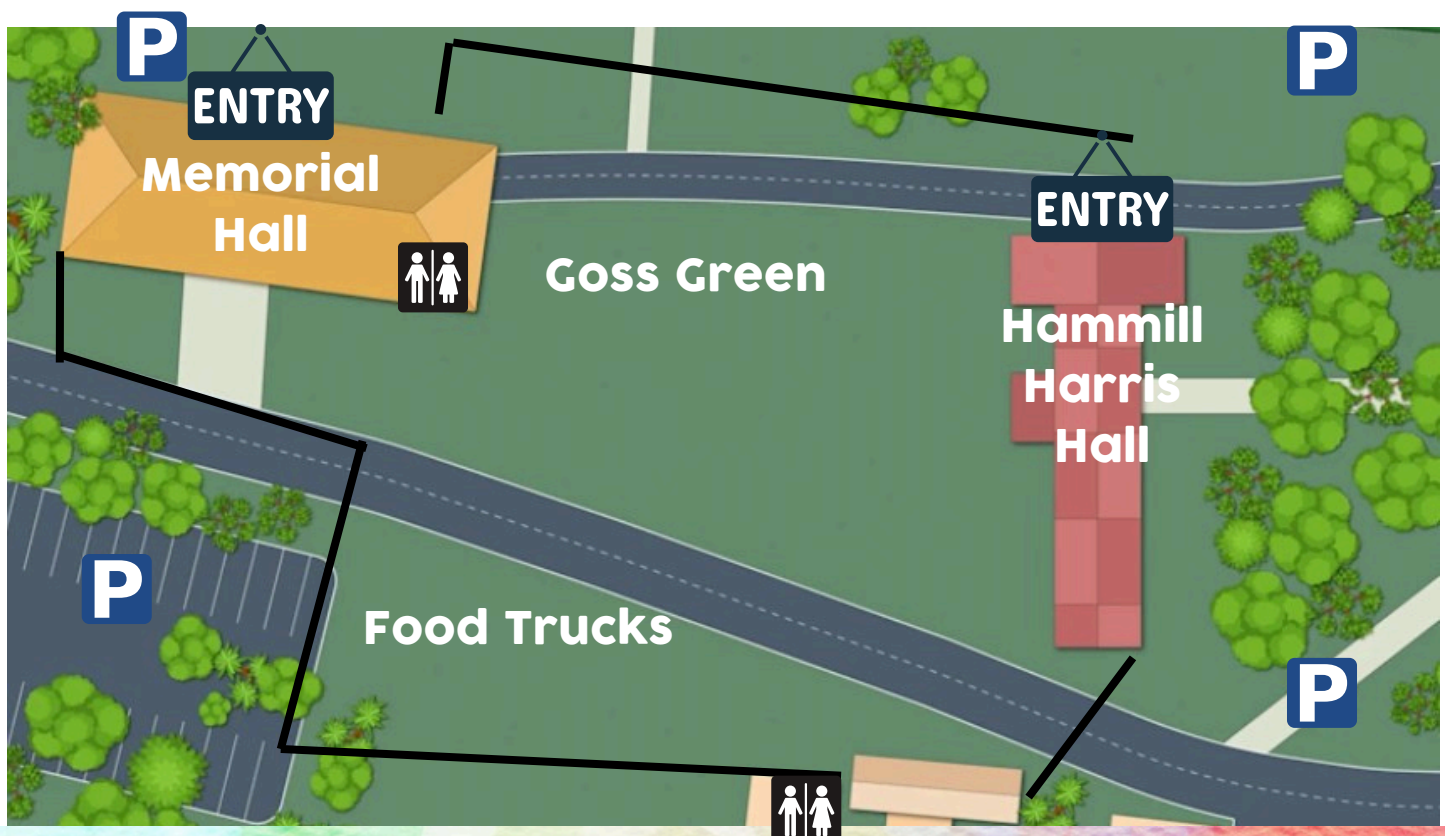 P
ENTRY
P
Memorial
Hall
ENTRY
Goss Green
Hammill
Harris
Hall
P
Food Trucks
P